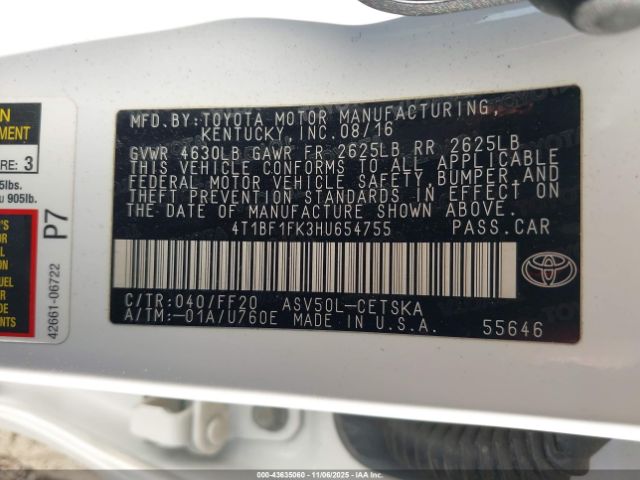 MFD. BY: TOYOTA MOTOR MANUFACTURING,
KENTUCKY, INC. 08/16
GVWR 4630LB GAWR FR 2625LB RR 2625LB
THIS VEHICLE CONFORMS TO ALL APPLICABLE
FEDERAL MOTOR VEHICLE SAFETY, BUMPER, AND
THEFT PREVENTION STANDARDS IN EFFECT ON
THE DATE OF MANUFACTURE SHOWN ABOVE.
4T1BF1FK3HU654755 PASS. CAR
C/TR: 040/FF20 ASV50L-CETSKA
A/TM: -01A/U760E MADE IN U.S.A.
55646
3
905lb.
P7
42661-06722
000-43635060 - 11/06/2025 - IAA Inc.